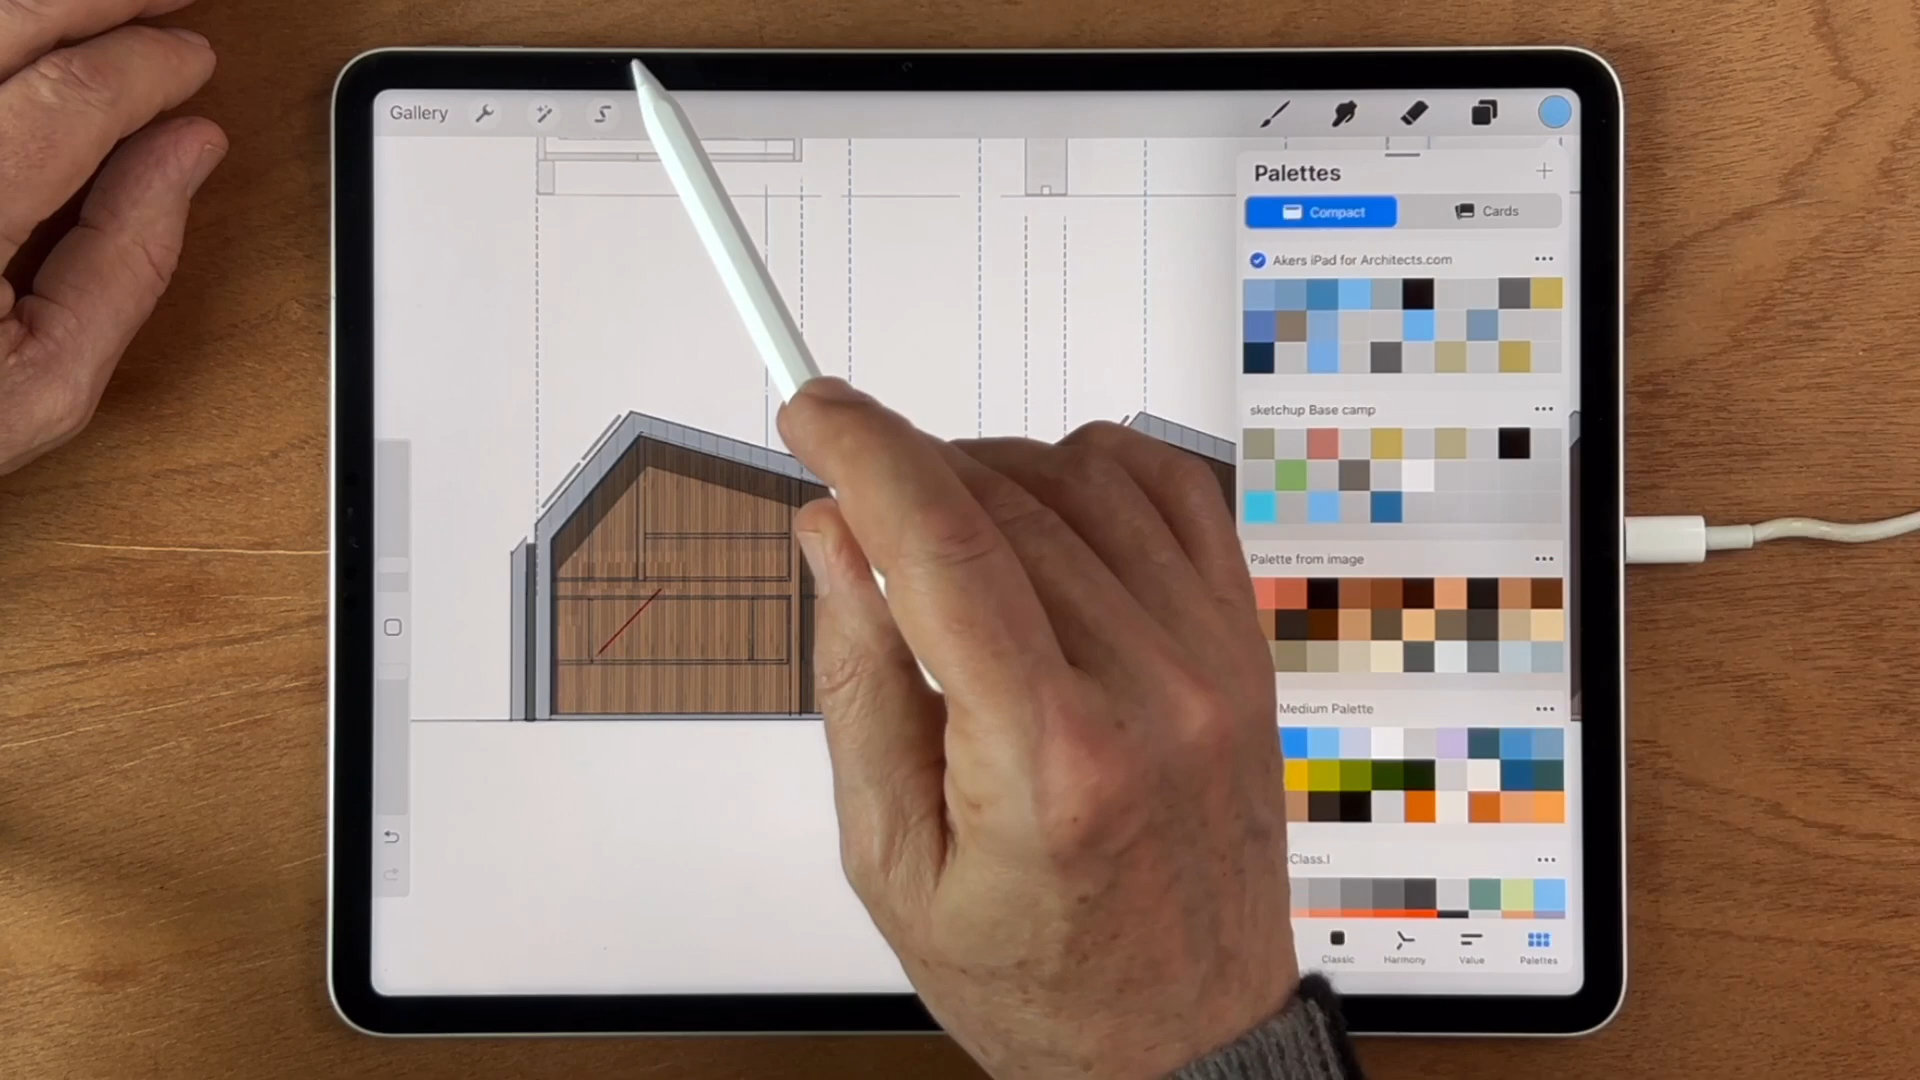 Gallery
Palettes
Compact
Cards
Akers iPad for Architects.com
sketchup Base camp
Palette from image
Medium Palette
Class.I
Classic
Harmony
Value
Palettes